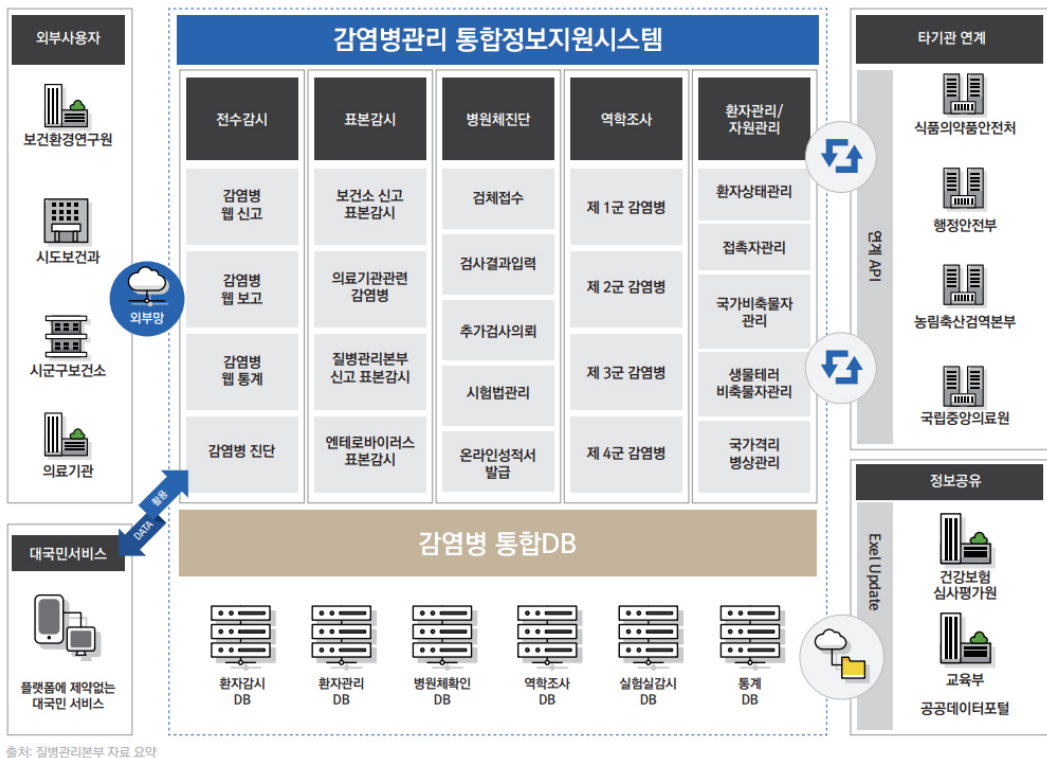 외부사용자
보건환경연구원
시도보건과
시군구보건소
의료기관
외부망
DATA 활용
대국민서비스
플랫폼에 제약없는
대국민 서비스
감염병관리 통합정보지원시스템
전수감시
감염병
웹 신고
감염병
웹 보고
감염병
웹 통계
감염병 진단
표본감시
보건소 신고
표본감시
의료기관관련
감염병
질병관리본부
신고 표본감시
엔테로바이러스
표본감시
병원체진단
검체접수
검사결과입력
추가검사의뢰
시험법관리
온라인성적서
발급
역학조사
제 1군 감염병
제 2군 감염병
제 3군 감염병
제 4군 감염병
환자관리/
자원관리
환자상태관리
접촉자관리
국가비축물자
관리
생물테러
비축물자관리
국가격리
병상관리
감염병 통합DB
환자감시
DB
환자관리
DB
병원체확인
DB
역학조사
DB
실험실감시
DB
통계
DB
타기관 연계
연계 API
식품의약품안전처
행정안전부
농림축산검역본부
국립중앙의료원
정보공유
Exel Update
건강보험
심사평가원
교육부
공공데이터포털
출처: 질병관리본부 자료 요약